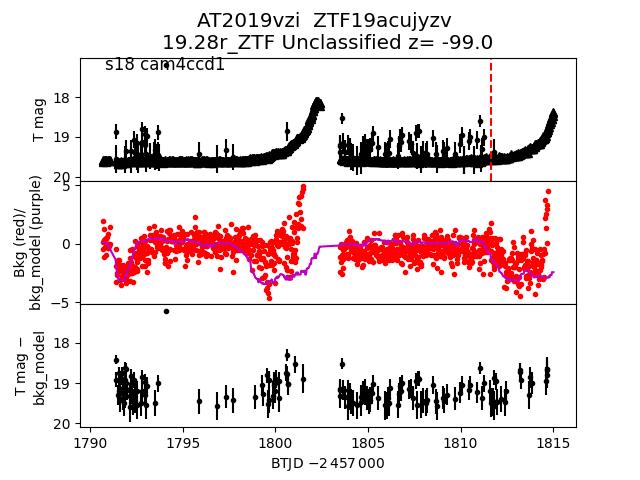 AT2019vzi  ZTF19acujyzv
19.28r_ZTF Unclassified z= -99.0
s18 cam4ccd1
T mag
18
19
20
Bkg (red)/
bkg_model (purple)
5
0
−5
T mag −
bkg_model
18
19
20
1790 1795 1800 1805 1810 1815
BTJD −2 457 000